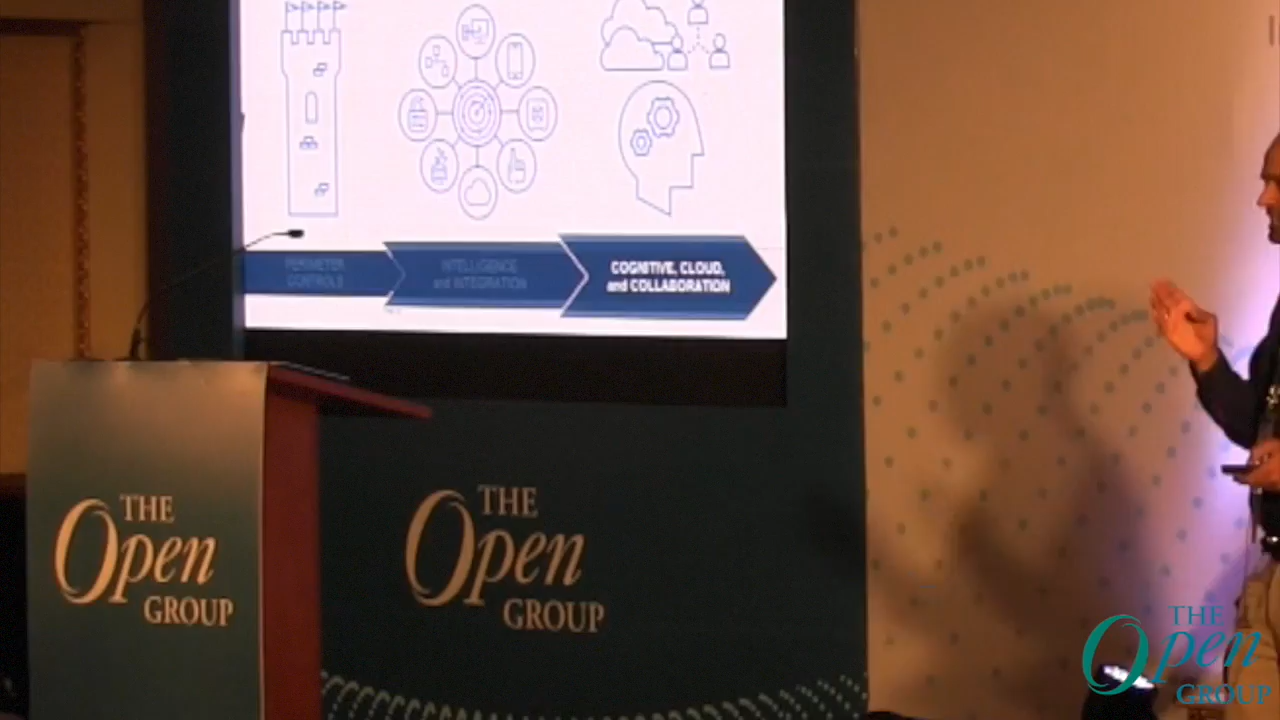 PERIMETER
CONTROLS
INTELLIGENCE
and INTEGRATION
COGNITIVE, CLOUD,
and COLLABORATION
THE
Open
GROUP
THE
Open
GROUP
THE
Open
GROUP